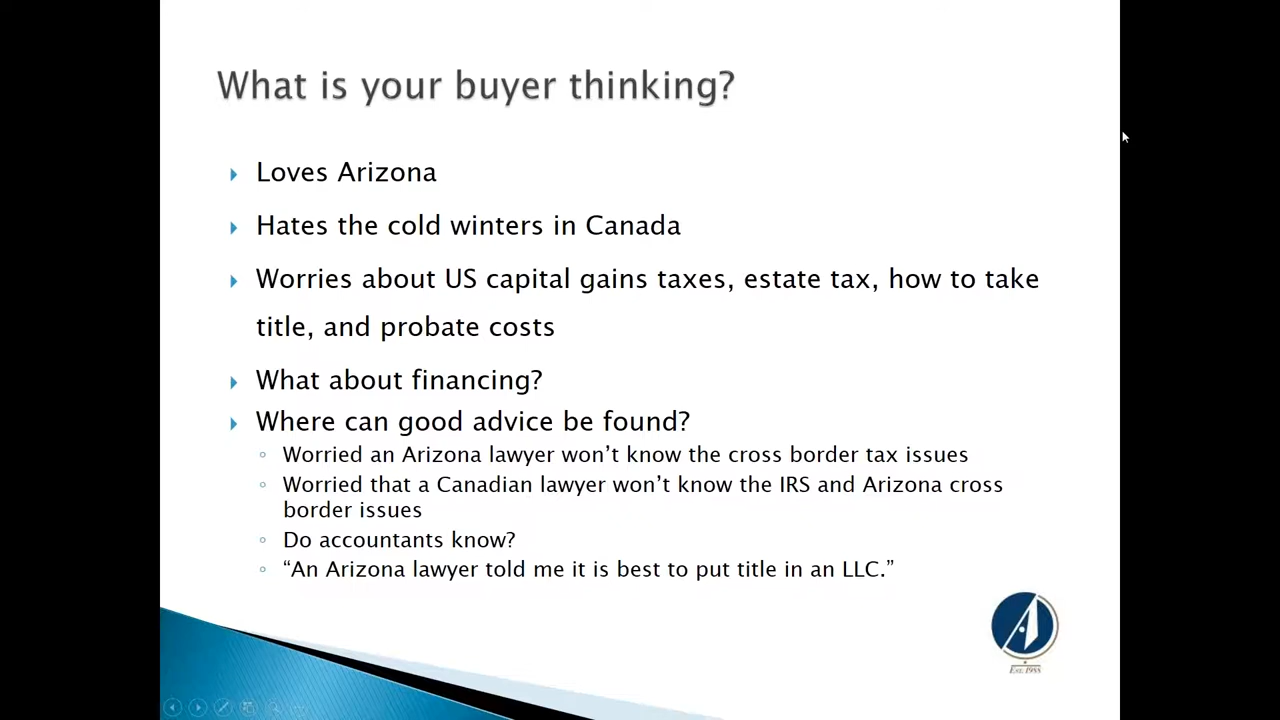 What is your buyer thinking?
Loves Arizona
Hates the cold winters in Canada
Worries about US capital gains taxes, estate tax, how to take
title, and probate costs
What about financing?
Where can good advice be found?
Worried an Arizona lawyer won’t know the cross border tax issues
Worried that a Canadian lawyer won’t know the IRS and Arizona cross
border issues
Do accountants know?
“An Arizona lawyer told me it is best to put title in an LLC.”
A
Est. 1988